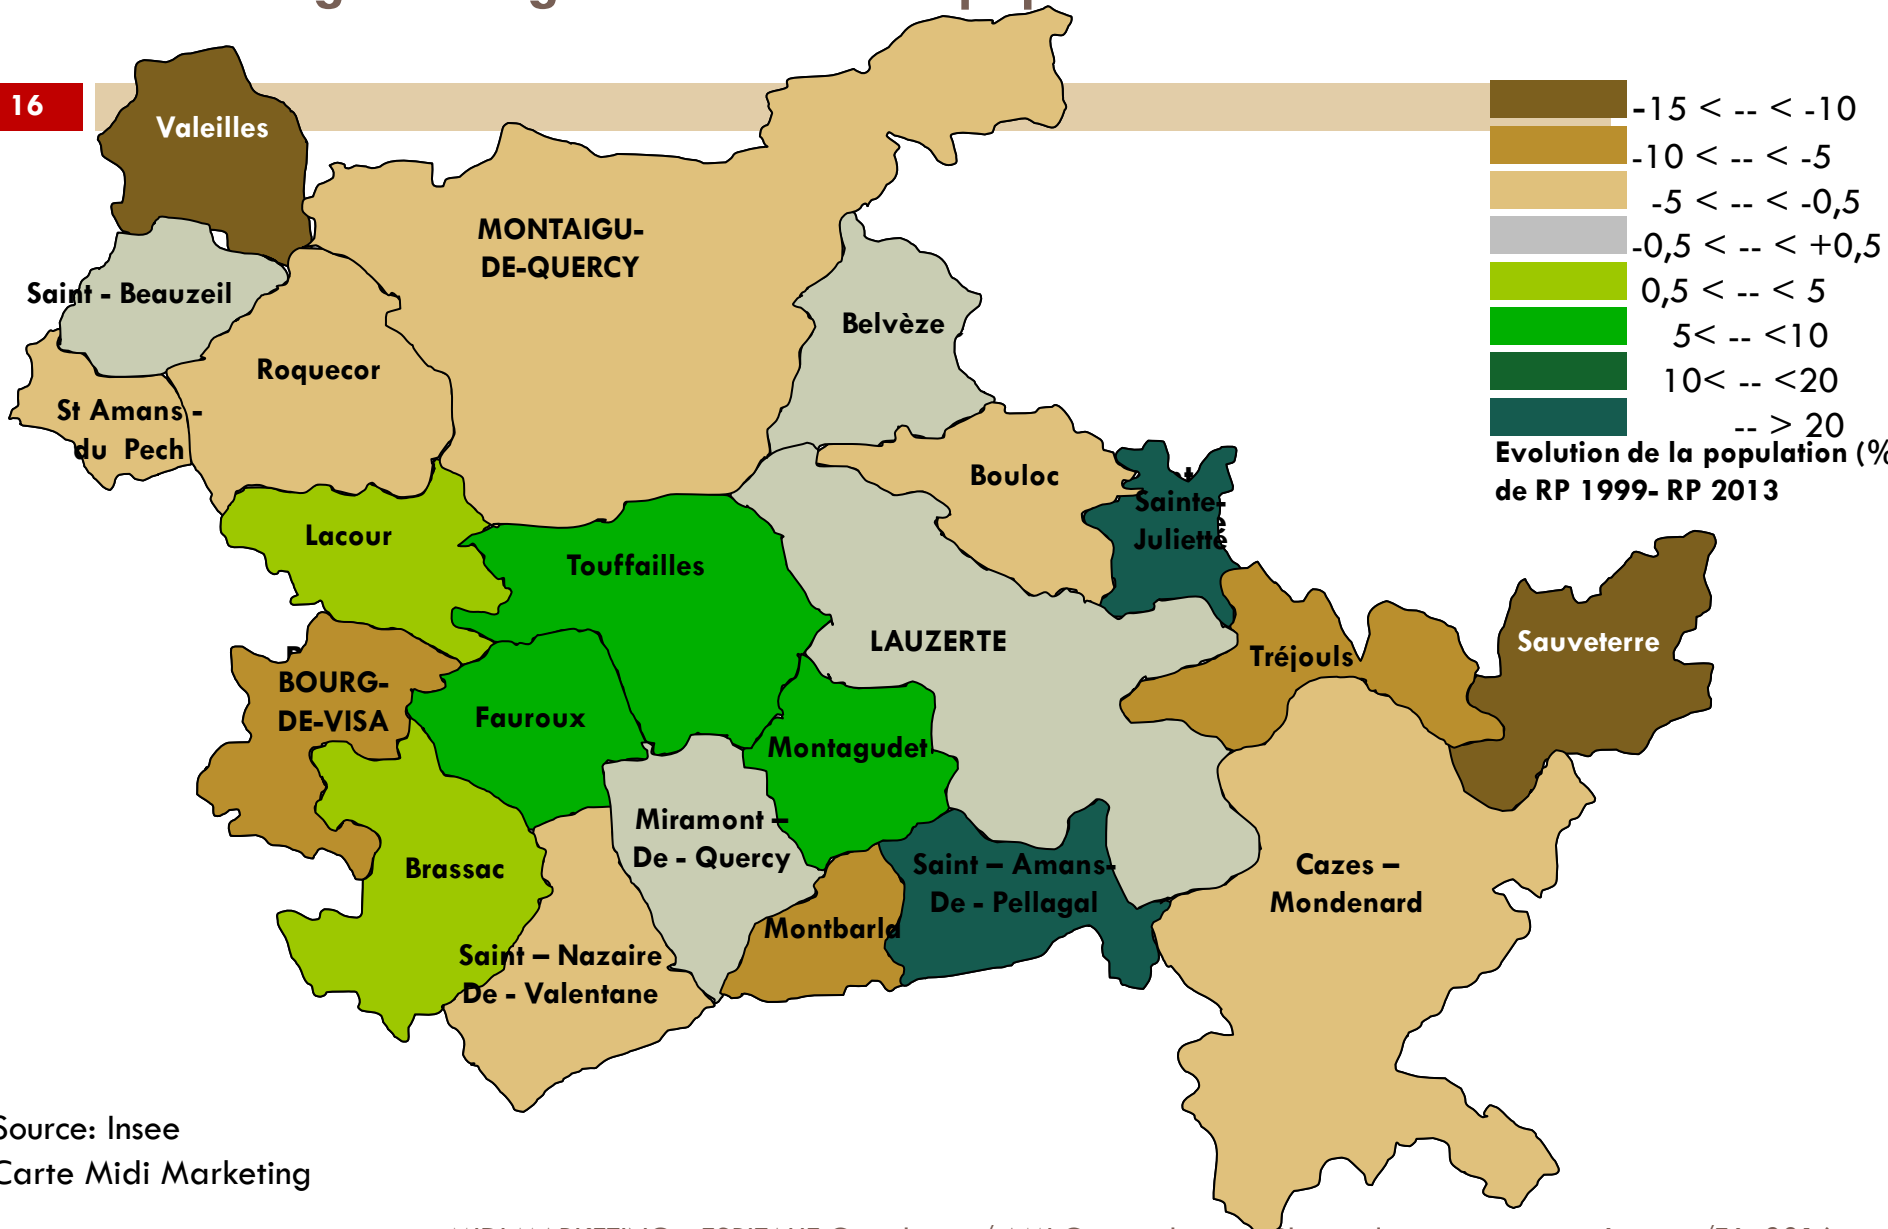 16
Valeilles
MONTAIGU-
DE-QUERCY
Saint - Beauzeil
Belvèze
Roquecor
St Amans -
du Pech
Bouloc
Sainte-
Juliette
Lacour
Touffailles
LAUZERTE
Tréjouls
Sauveterre
BOURG-
DE-VISA
Fauroux
Montagudet
Miramont –
De - Quercy
Brassac
Saint – Amans-
De - Pellagal
Cazes –
Mondenard
Montbarla
Saint – Nazaire
De - Valentane
-15 < -- < -10
-10 < -- < -5
-5 < -- < -0,5
-0,5 < -- < +0,5
0,5 < -- < 5
5< -- <10
10< -- <20
-- > 20
Evolution de la population (%
de RP 1999- RP 2013
Source: Insee
Carte Midi Marketing